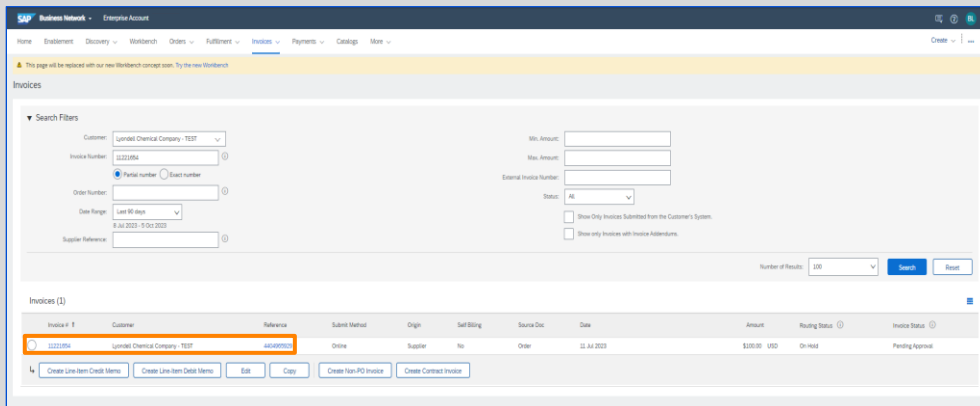 SAP Business Network Enterprise Account BL
Home Enablement Discovery Workbench Orders Fulfillment Invoices Payments Catalogs More Create
This page will be replaced with our new Workbench concept soon. Try the new Workbench
Invoices
Search Filters
Customer: Lyondell Chemical Company - TEST Min. Amount:
Invoice Number: 11221654 Max. Amount:
Partial number Exact number External Invoice Number:
Order Number: Status: All
Date Range: Last 90 days Show Only Invoices Submitted from the Customer's System.
8 Jul 2023 - 5 Oct 2023 Show only Invoices with Invoice Addendums.
Supplier Reference:
Number of Results: 100 Search Reset
Invoices (1)
Invoice # ↑ Customer Reference Submit Method Origin Self Billing Source Doc Date Amount Routing Status Invoice Status
11221654 Lyondell Chemical Company - TEST Online Supplier No Order 11 Jul 2023 $100.00 USD On Hold Pending Approval
Create Line-Item Credit Memo Create Line-Item Debit Memo Edit Copy Create Non-PO Invoice Create Contract Invoice